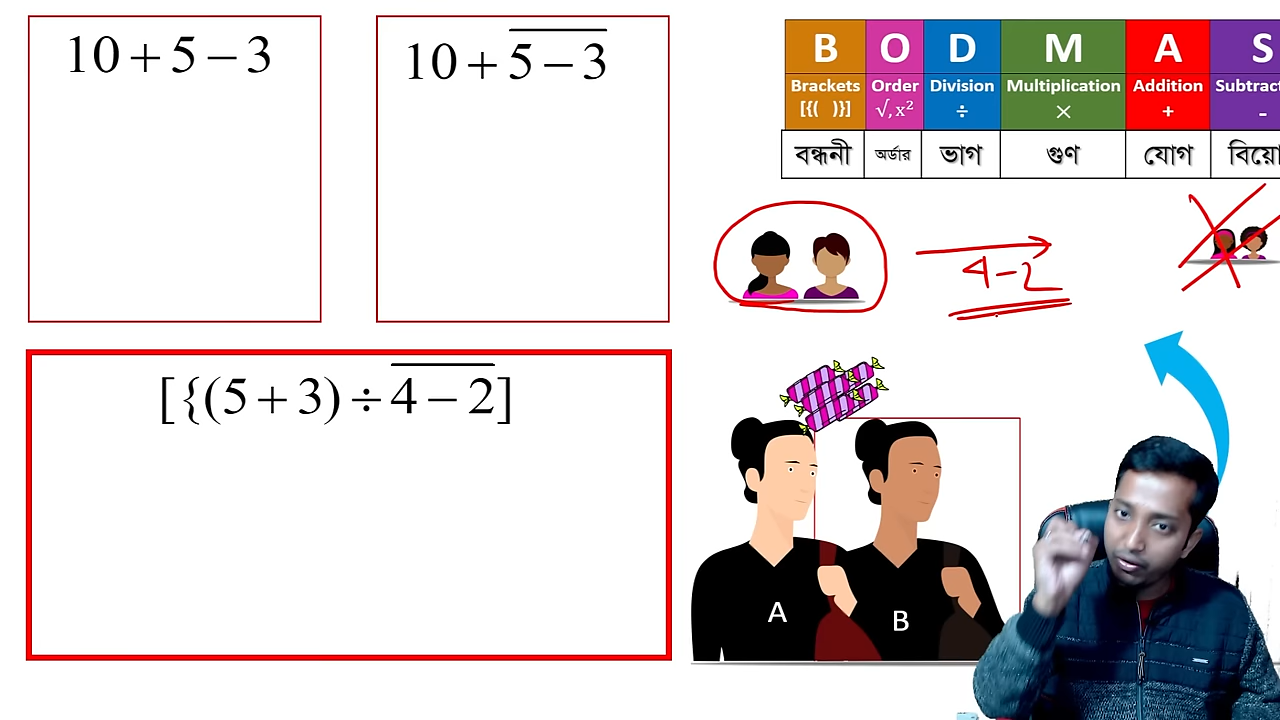 10 + 5 − 3
10 + 5 − 3
B O D M A S
Brackets Order Division Multiplication Addition Subtract
[{( )}] √, x² ÷ × + -
বন্ধনী অর্ডার ভাগ গুণ যোগ বিয়ো
4-2
[{(5 + 3) ÷ 4 − 2]
A B